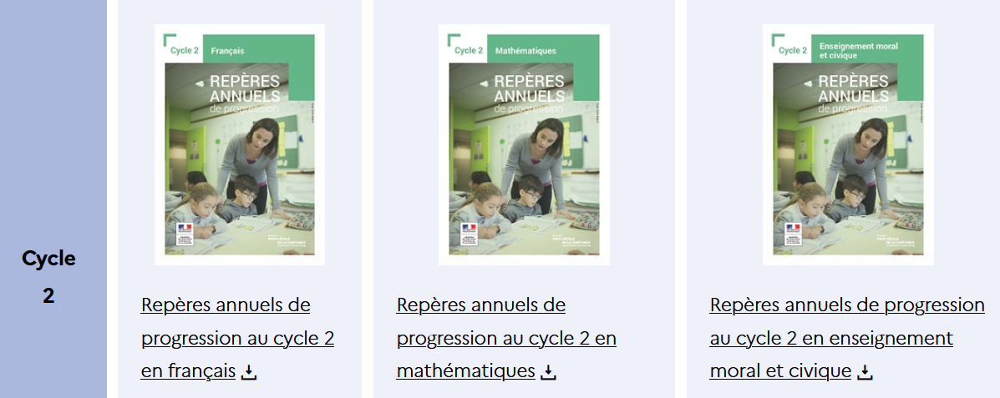 Cycle
2
Cycle 2
Français
REPÈRES
ANNUELS
de progression
Repères annuels de
progression au cycle 2
en français
Cycle 2
Mathématiques
REPÈRES
ANNUELS
de progression
Repères annuels de
progression au cycle 2 en
mathématiques
Cycle 2
Enseignement moral
et civique
REPÈRES
ANNUELS
de progression
Repères annuels de progression
au cycle 2 en enseignement
moral et civique